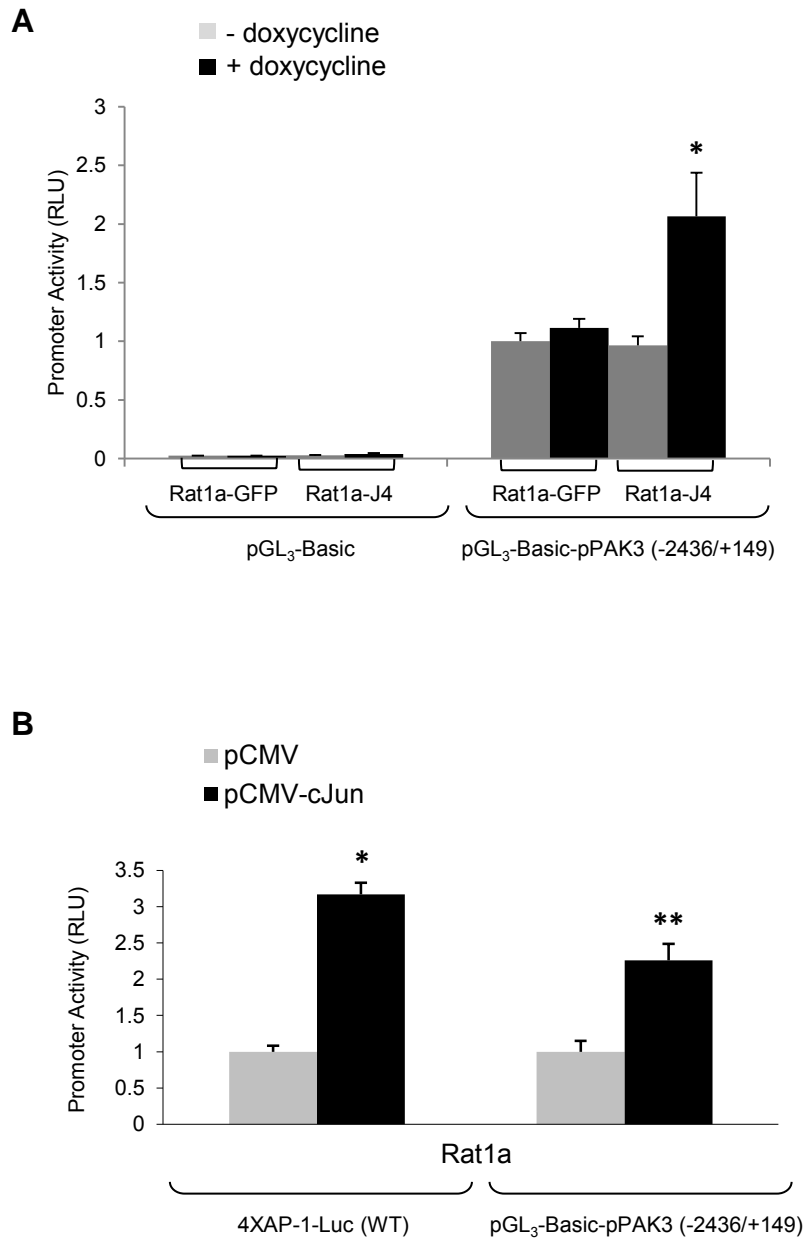 A
- doxycycline
+ doxycycline
Promoter Activity (RLU)
3
2.5
2
1.5
1
0.5
0
*
Rat1a-GFP Rat1a-J4 Rat1a-GFP Rat1a-J4
pGL₃-Basic pGL₃-Basic-pPAK3 (-2436/+149)
B
pCMV
pCMV-cJun
Promoter Activity (RLU)
3.5
3
2.5
2
1.5
1
0.5
0
*
**
Rat1a
4XAP-1-Luc (WT) pGL₃-Basic-pPAK3 (-2436/+149)